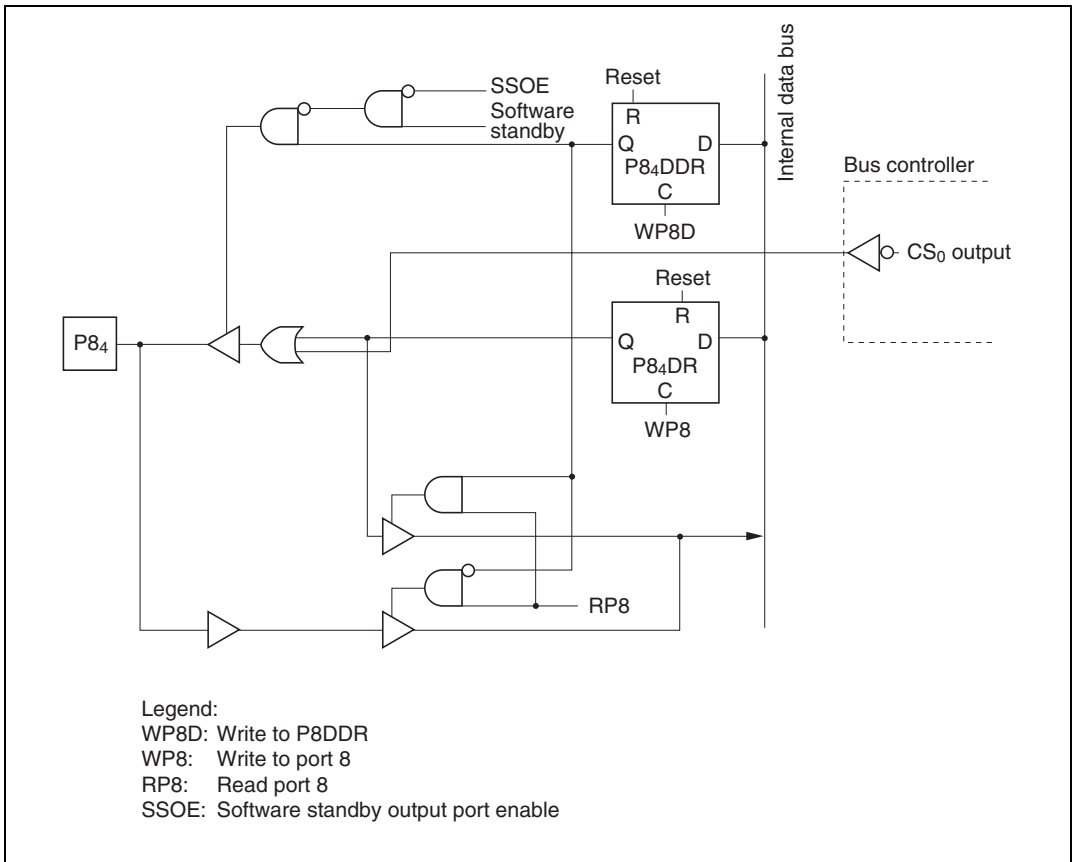 SSOE
Software
standby
Reset
R
Q D
P84DDR
C
WP8D
Internal data bus
Bus controller
CS0 output
Reset
R
Q D
P84DR
C
WP8
P84
RP8
Legend:
WP8D: Write to P8DDR
WP8: Write to port 8
RP8: Read port 8
SSOE: Software standby output port enable